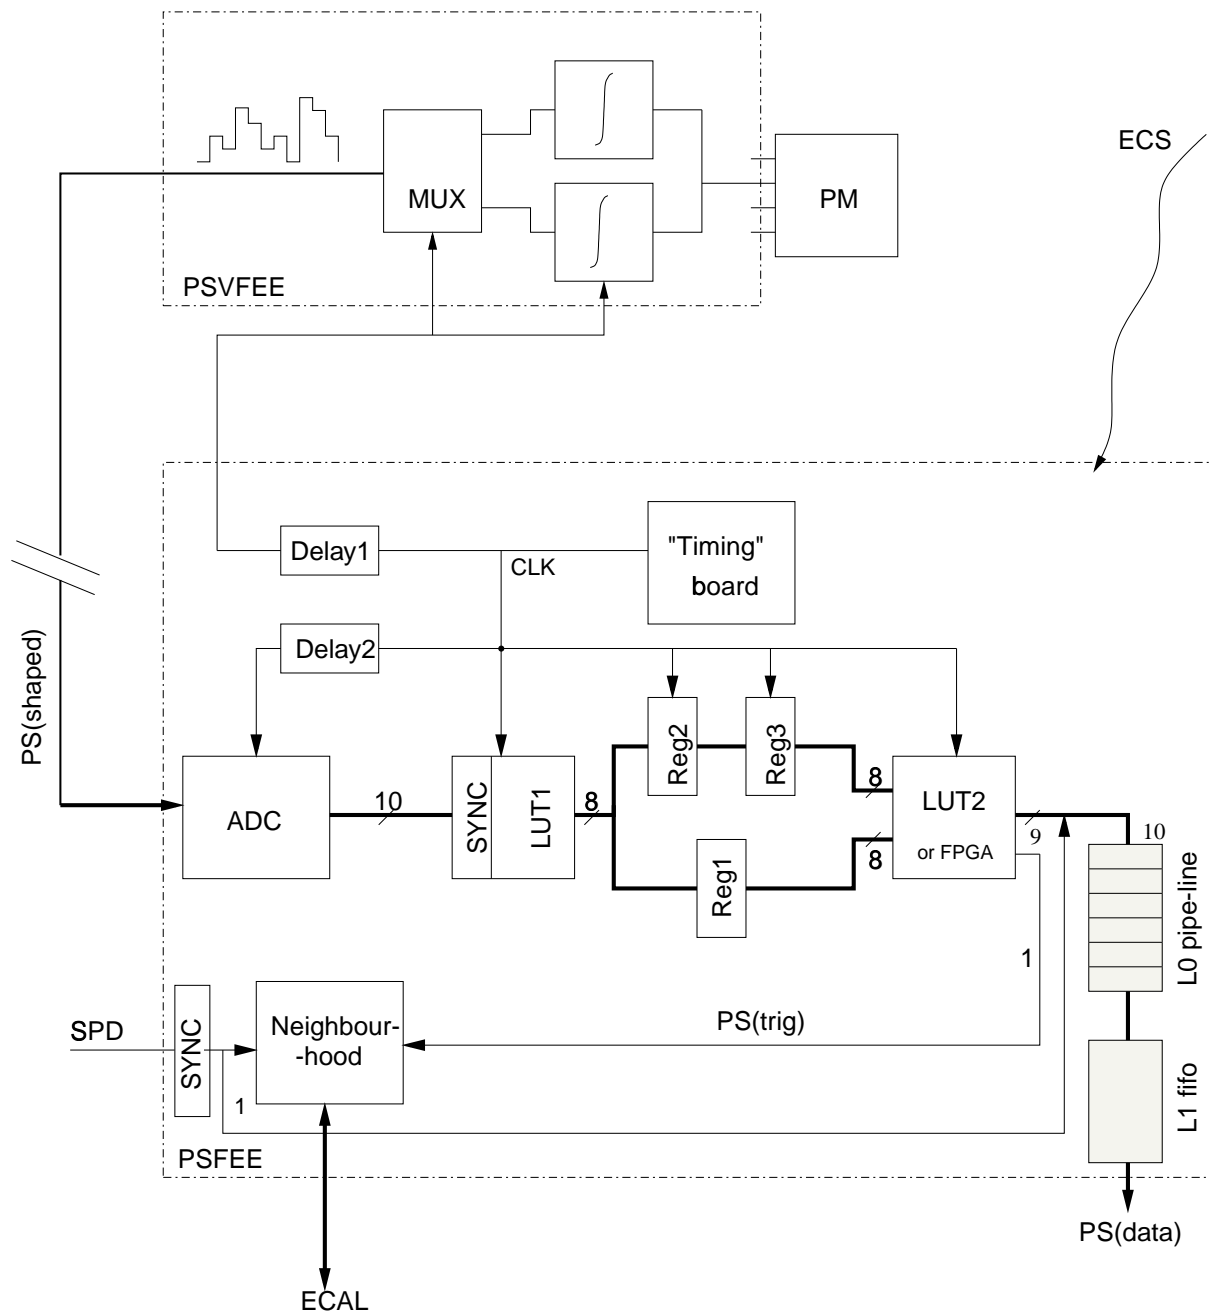 ECS
MUX
PM
PSVFEE
Delay1
CLK
"Timing"
board
Delay2
PS(shaped)
Reg2
Reg3
ADC
10
SYNC
LUT1
8
8
8
LUT2
or FPGA
9
10
Reg1
L0 pipe-line
1
SPD
SYNC
Neighbour-
-hood
PS(trig)
1
L1 fifo
PSFEE
PS(data)
ECAL